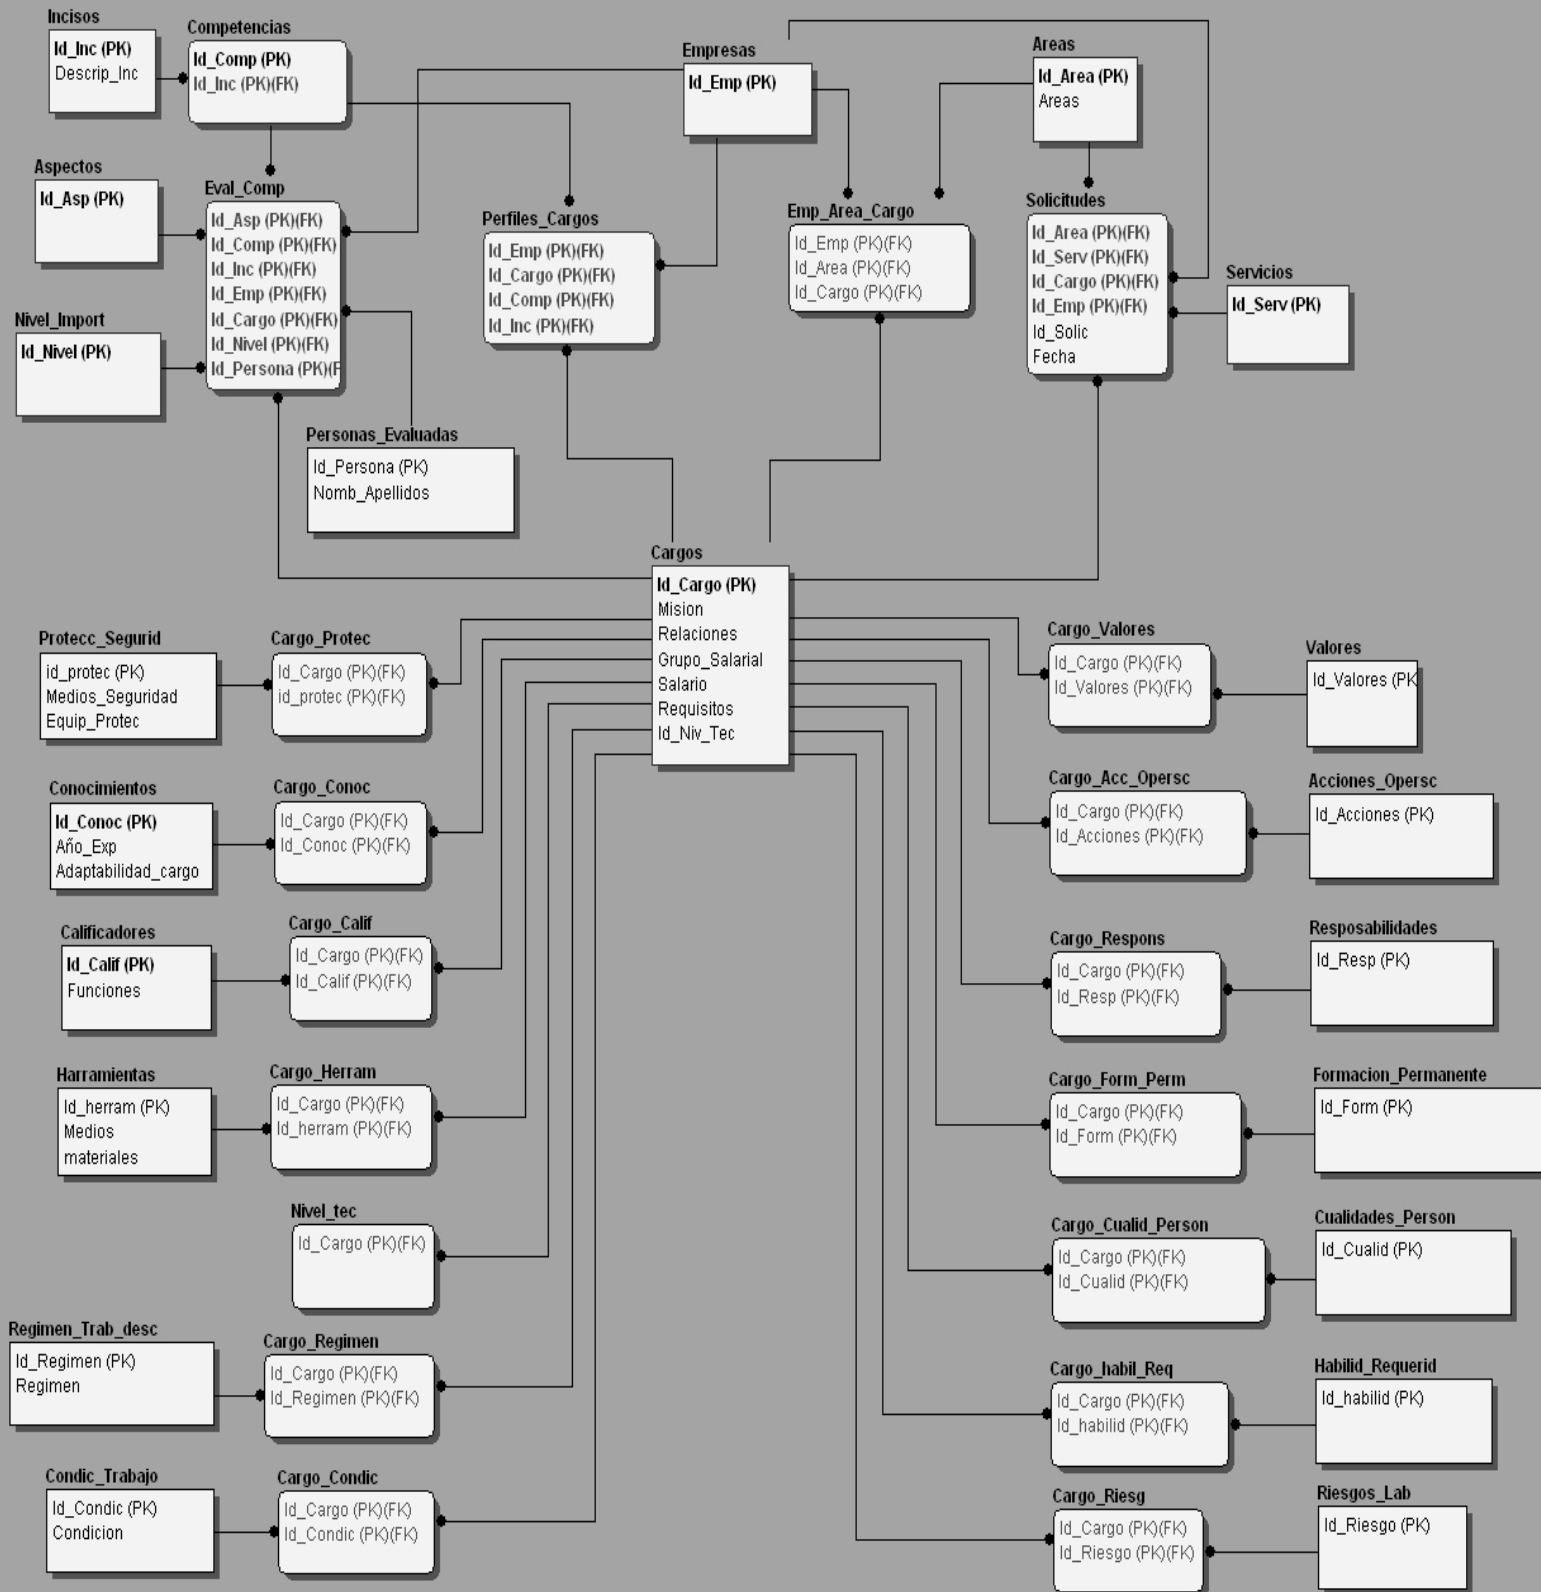 Incisos
Id_Inc (PK)
Descrip_Inc
Competencias
Id_Comp (PK)
Id_Inc (PK)(FK)
Empresas
Id_Emp (PK)
Areas
Id_Area (PK)
Areas
Aspectos
Id_Asp (PK)
Eval_Comp
Id_Asp (PK)(FK)
Id_Comp (PK)(FK)
Id_Inc (PK)(FK)
Id_Emp (PK)(FK)
Id_Cargo (PK)(FK)
Id_Nivel (PK)(FK)
Id_Persona (PK)(F
Perfiles_Cargos
Id_Emp (PK)(FK)
Id_Cargo (PK)(FK)
Id_Comp (PK)(FK)
Id_Inc (PK)(FK)
Emp_Area_Cargo
Id_Emp (PK)(FK)
Id_Area (PK)(FK)
Id_Cargo (PK)(FK)
Solicitudes
Id_Area (PK)(FK)
Id_Serv (PK)(FK)
Id_Cargo (PK)(FK)
Id_Emp (PK)(FK)
Id_Solic
Fecha
Servicios
Id_Serv (PK)
Nivel_Import
Id_Nivel (PK)
Personas_Evaluadas
Id_Persona (PK)
Nomb_Apellidos
Cargos
Id_Cargo (PK)
Mision
Relaciones
Grupo_Salarial
Salario
Requisitos
Id_Niv_Tec
Protecc_Segurid
id_protec (PK)
Medios_Seguridad
Equip_Protec
Cargo_Protec
Id_Cargo (PK)(FK)
id_protec (PK)(FK)
Cargo_Valores
Id_Cargo (PK)(FK)
Id_Valores (PK)(FK)
Valores
Id_Valores (PK
Conocimientos
Id_Conoc (PK)
Año_Exp
Adaptabilidad_cargo
Cargo_Conoc
Id_Cargo (PK)(FK)
Id_Conoc (PK)(FK)
Cargo_Acc_Opersc
Id_Cargo (PK)(FK)
Id_Acciones (PK)(FK)
Acciones_Opersc
Id_Acciones (PK)
Calificadores
Id_Calif (PK)
Funciones
Cargo_Calif
Id_Cargo (PK)(FK)
Id_Calif (PK)(FK)
Cargo_Respons
Id_Cargo (PK)(FK)
Id_Resp (PK)(FK)
Resposabilidades
Id_Resp (PK)
Harramientas
Id_herram (PK)
Medios
materiales
Cargo_Herram
Id_Cargo (PK)(FK)
Id_herram (PK)(FK)
Cargo_Form_Perm
Id_Cargo (PK)(FK)
Id_Form (PK)(FK)
Formacion_Permanente
Id_Form (PK)
Nivel_tec
Id_Cargo (PK)(FK)
Cargo_Cualid_Person
Id_Cargo (PK)(FK)
Id_Cualid (PK)(FK)
Cualidades_Person
Id_Cualid (PK)
Regimen_Trab_desc
Id_Regimen (PK)
Regimen
Cargo_Regimen
Id_Cargo (PK)(FK)
Id_Regimen (PK)(FK)
Cargo_habil_Req
Id_Cargo (PK)(FK)
Id_habilid (PK)(FK)
Habilid_Requerid
Id_habilid (PK)
Condic_Trabajo
Id_Condic (PK)
Condicion
Cargo_Condic
Id_Cargo (PK)(FK)
Id_Condic (PK)(FK)
Cargo_Riesg
Id_Cargo (PK)(FK)
Id_Riesgo (PK)(FK)
Riesgos_Lab
Id_Riesgo (PK)